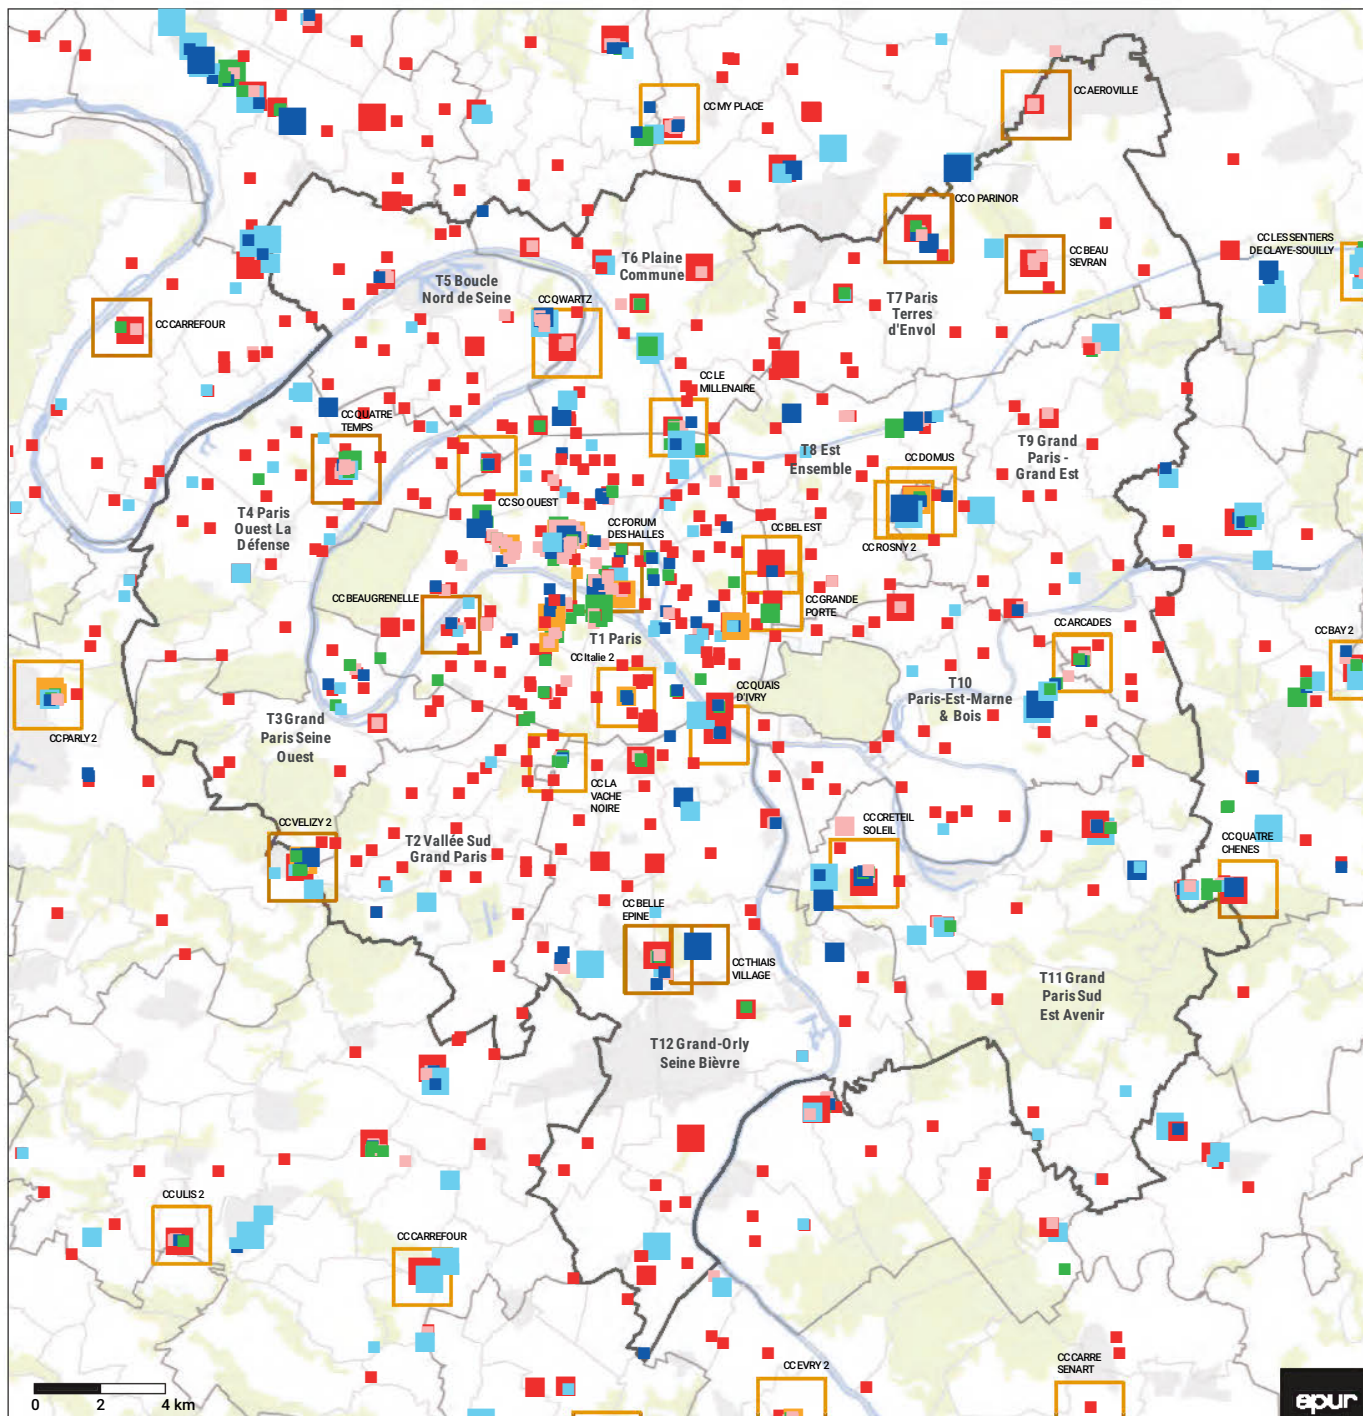 CC MY PLACE
CC AEROVILLE
CC O PARINOR
CC BEAU
SEVRAN
CC LES SENTIERS
DE CLAYE-SOUILLY
T6 Plaine
Commune
T5 Boucle
Nord de Seine
CC QWARTZ
T7 Paris
Terres
d'Envol
CC CARREFOUR
CC LE
MILLENAIRE
CC QUATRE
TEMPS
T8 Est
Ensemble
T9 Grand
Paris -
Grand Est
CC DOMUS
CC SO OUEST
T4 Paris
Ouest La
Défense
CC FORUM
DES HALLES
CC BEL EST
CC ROSNY 2
CC BEAUGRENELLE
CC GRANDE
PORTE
T1 Paris
CC ARCADES
CC BAY 2
CC Italie 2
CC QUAIS
D'IVRY
T10
Paris-Est-Marne
& Bois
T3 Grand
Paris Seine
Ouest
CC PARLY 2
CC LA
VACHE
NOIRE
CC VELIZY 2
T2 Vallée Sud
Grand Paris
CC CRETEIL
SOLEIL
CC QUATRE
CHENES
CC BELLE
EPINE
CC THIAIS
VILLAGE
T11 Grand
Paris Sud
Est Avenir
T12 Grand-Orly
Seine Bièvre
CC ULIS 2
CC CARREFOUR
CC EVRY 2
CC CARRE
SENART
0 2 4 km
apur